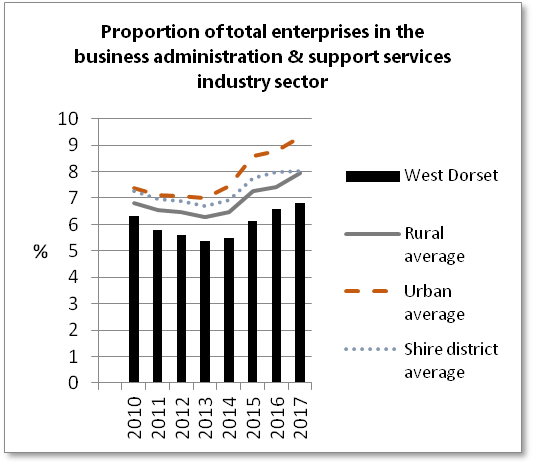 Proportion of total enterprises in the
business administration & support services
industry sector
10
9
8
7
6
5
4
3
2
1
0
%
2010
2011
2012
2013
2014
2015
2016
2017
West Dorset
Rural
average
Urban
average
Shire district
average